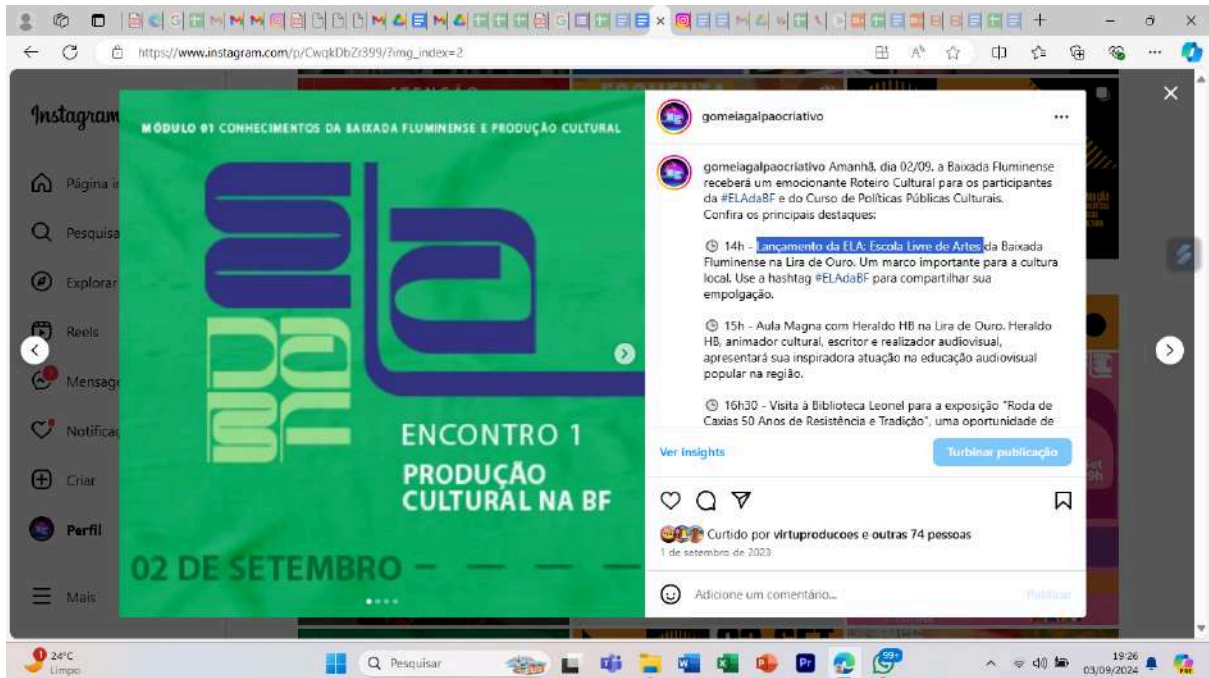 https://www.instagram.com/p/CwqkDbZr399/?img_index=2
Instagram
Página in
Pesquisa
Explorar
Reels
Mensage
Notificaç
Criar
Perfil
Mais
MÓDULO 01 CONHECIMENTOS DA BAIXADA FLUMINENSE E PRODUÇÃO CULTURAL
ELA
DA
BF
ENCONTRO 1
PRODUÇÃO
CULTURAL NA BF
02 DE SETEMBRO
gomeiagalpaocriativo
gomeiagalpaocriativo Amanhã, dia 02/09, a Baixada Fluminense
receberá um emocionante Roteiro Cultural para os participantes
da #ELAdaBF e do Curso de Políticas Públicas Culturais.
Confira os principais destaques:
14h - Lançamento da ELA: Escola Livre de Artes da Baixada
Fluminense na Lira de Ouro. Um marco importante para a cultura
local. Use a hashtag #ELAdaBF para compartilhar sua
empolgação.
15h - Aula Magna com Heraldo HB na Lira de Ouro. Heraldo
HB, animador cultural, escritor e realizador audiovisual,
apresentará sua inspiradora atuação na educação audiovisual
popular na região.
16h30 - Visita à Biblioteca Leonel para a exposição "Roda de
Caxias 50 Anos de Resistência e Tradição", uma oportunidade de
Ver insights
Turbinar publicação
Curtido por virtuproducoes e outras 74 pessoas
1 de setembro de 2023
Adicione um comentário...
Publicar
24°C
Limpo
Pesquisar
99+
19:26
03/09/2024